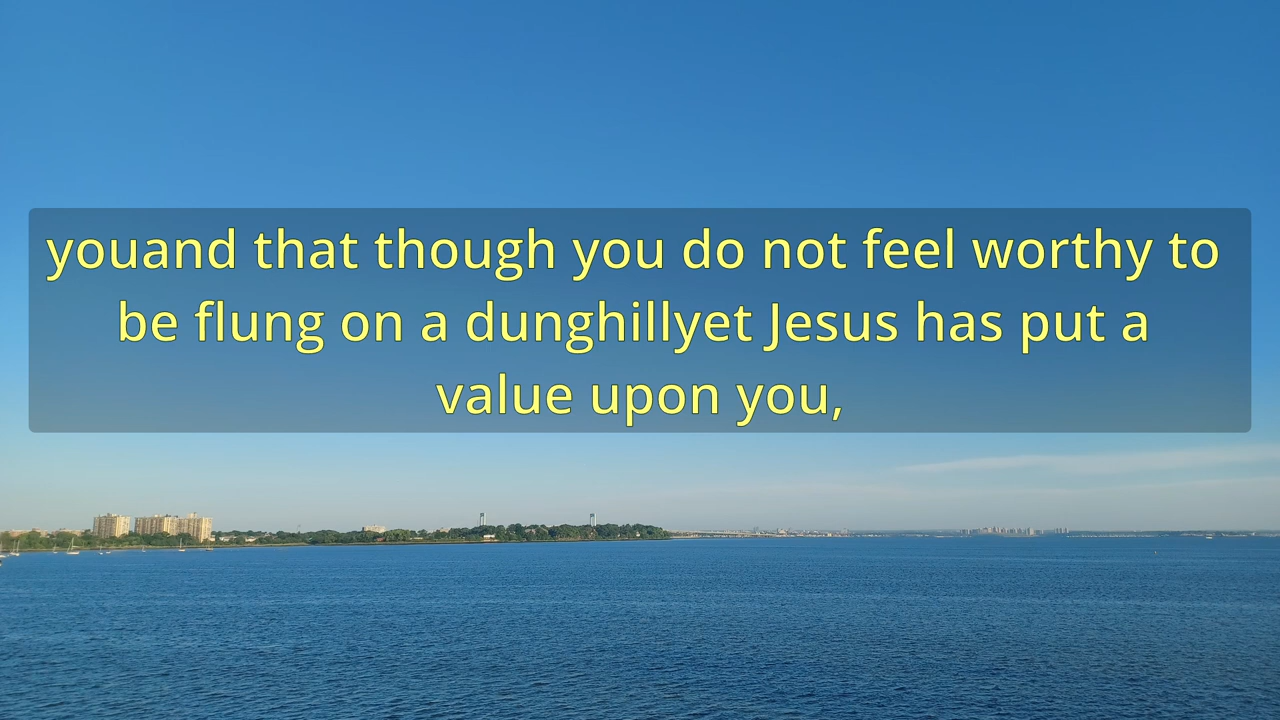 youand that though you do not feel worthy to
be flung on a dunghillyet Jesus has put a
value upon you,